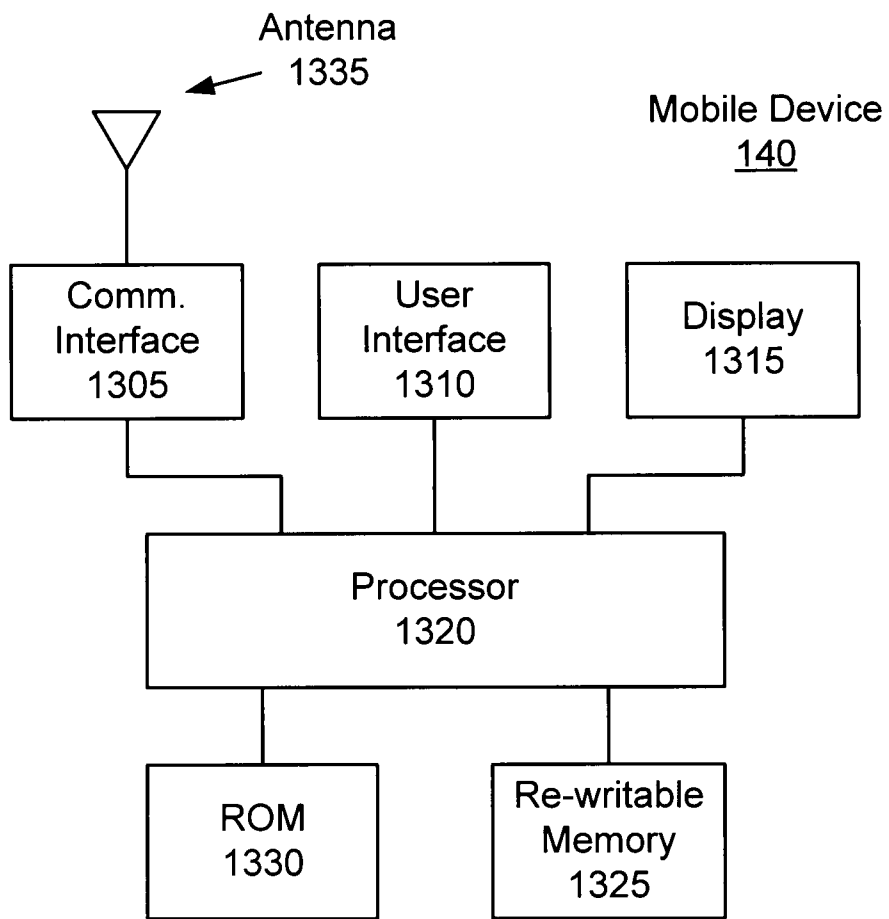 Antenna
1335
Mobile Device
140
Comm.
Interface
1305
User
Interface
1310
Display
1315
Processor
1320
ROM
1330
Re-writable
Memory
1325